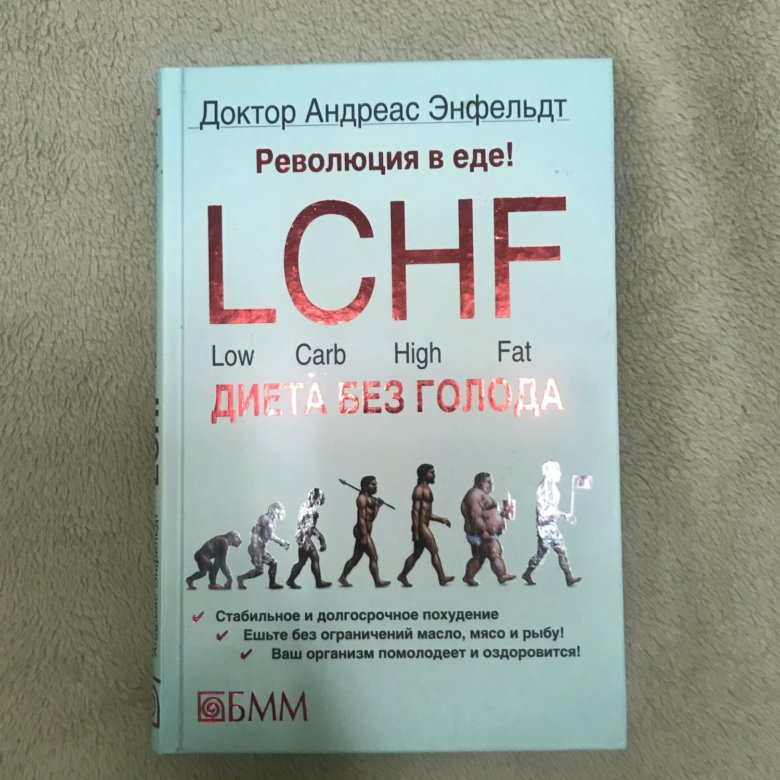 Доктор Андреас Энфельдт
Революция в еде!
LCHF
Low Carb High Fat
ДИЕТА БЕЗ ГОЛОДА
Стабильное и долгосрочное похудение
Ешьте без ограничений масло, мясо и рыбу!
Ваш организм помолодеет и оздоровится!
БММ
LCHF